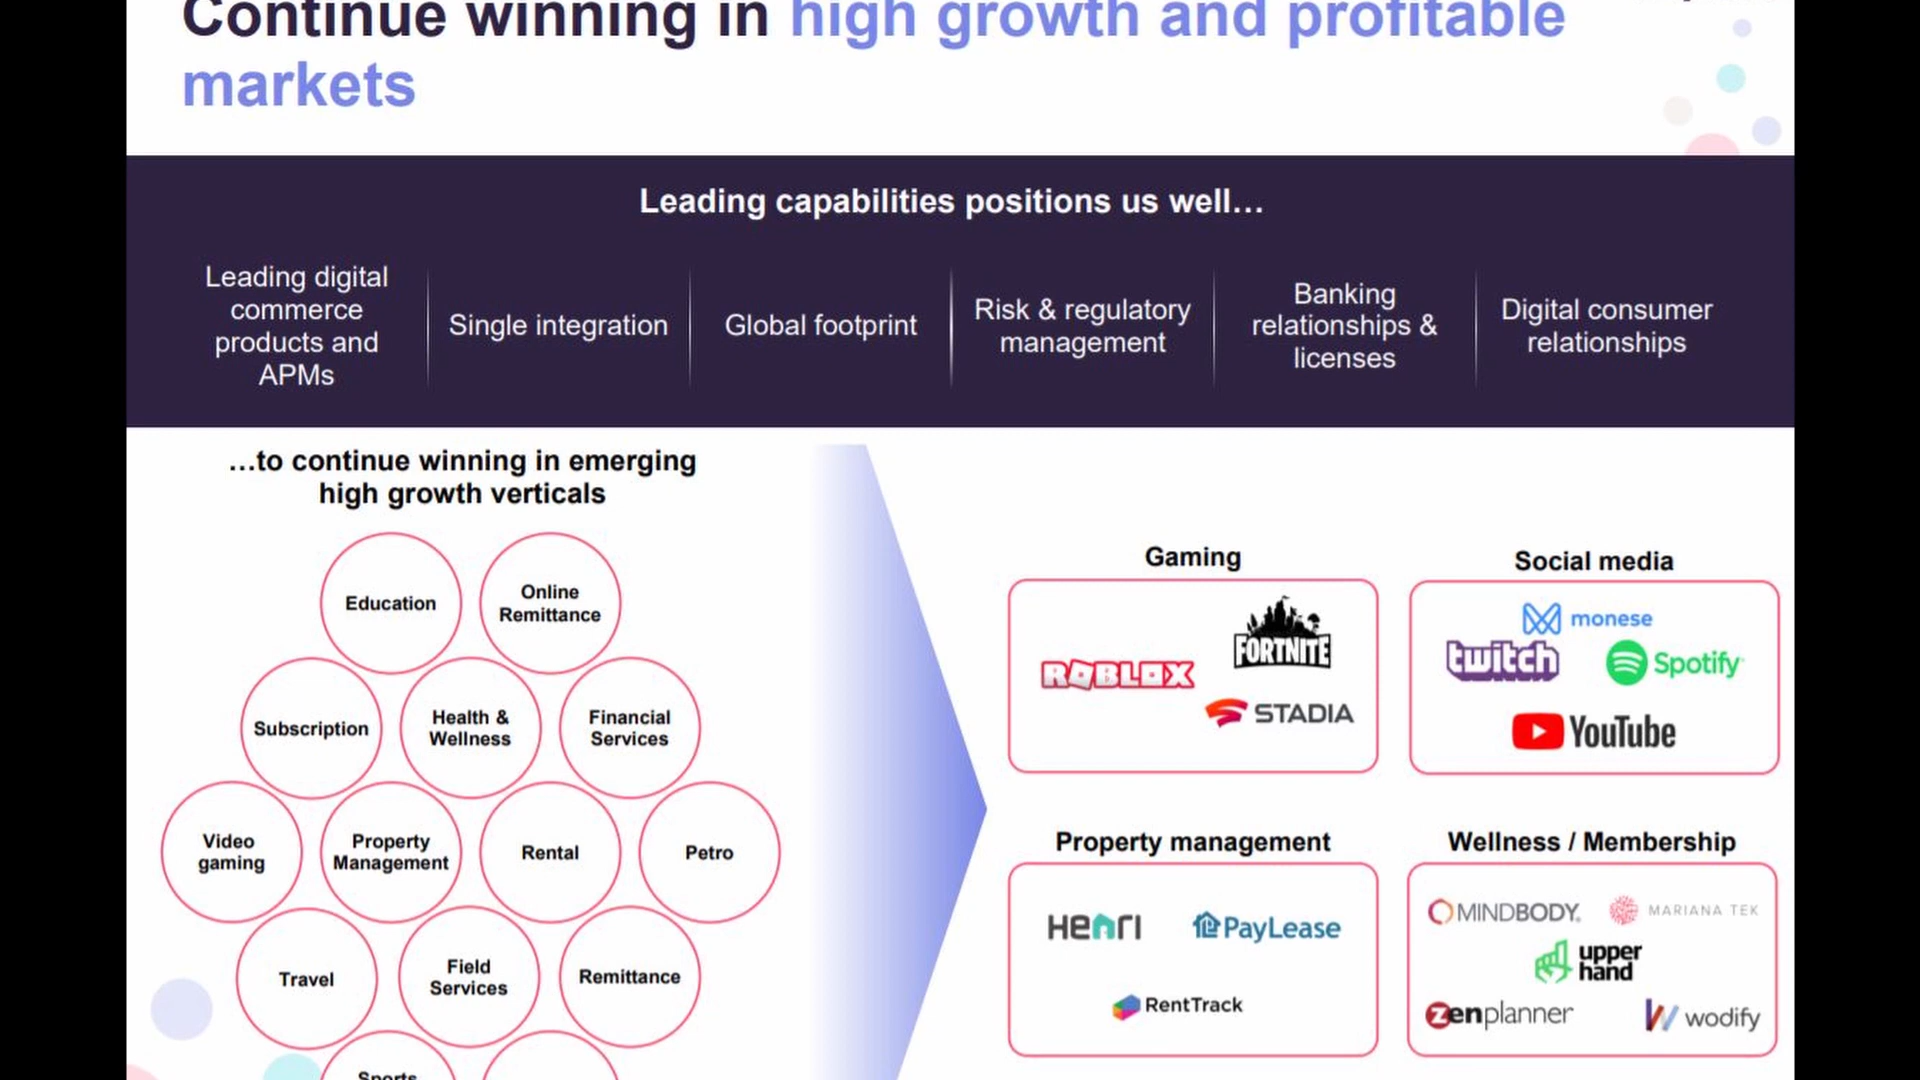 Continue winning in high growth and profitable
markets
Leading capabilities positions us well…
Leading digital
commerce
products and
APMs
Single integration
Global footprint
Risk & regulatory
management
Banking
relationships &
licenses
Digital consumer
relationships
…to continue winning in emerging
high growth verticals
Education
Online
Remittance
Subscription
Health &
Wellness
Financial
Services
Video
gaming
Property
Management
Rental
Petro
Travel
Field
Services
Remittance
Sports
Gaming
ROBLOX
FORTNITE
STADIA
Social media
monese
twitch
Spotify
YouTube
Property management
Henri
PayLease
RentTrack
Wellness / Membership
MINDBODY
MARIANA TEK
upper
hand
zenplanner
wodify